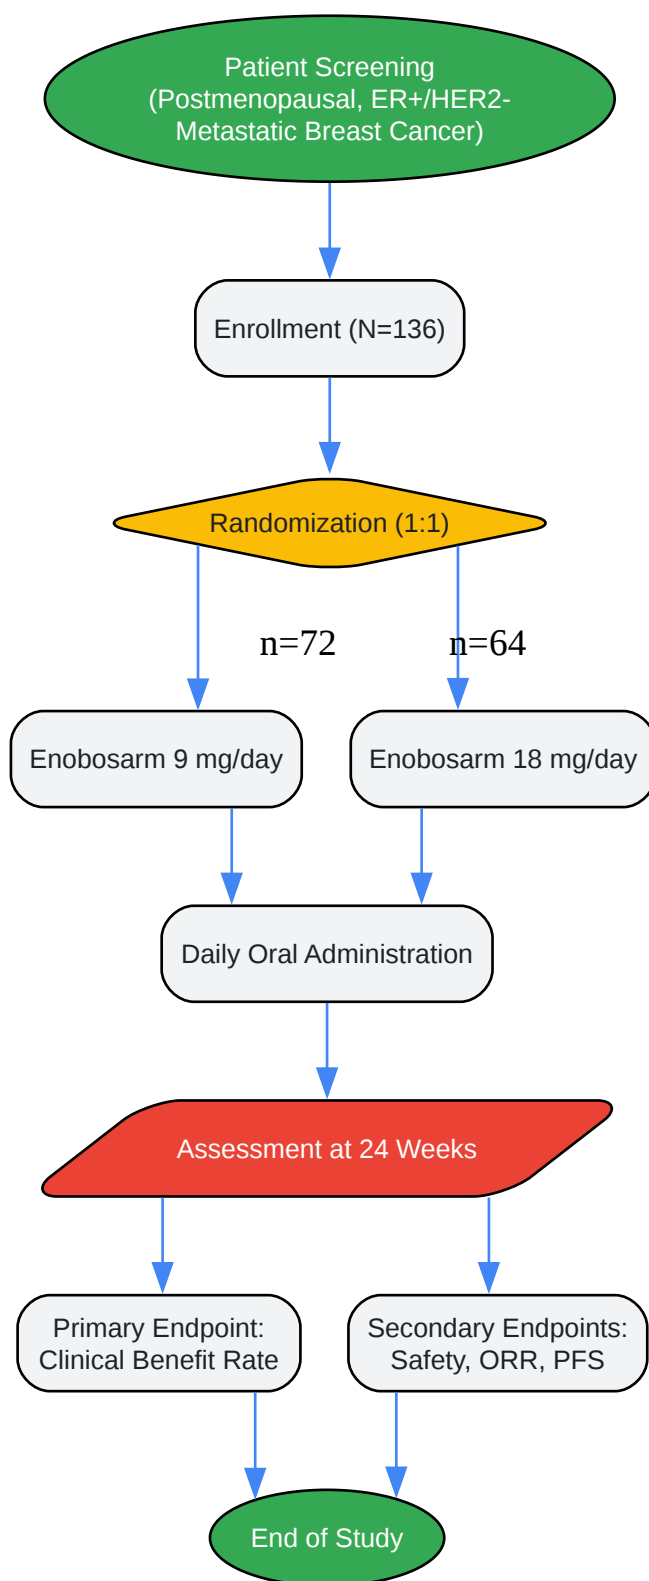 Patient Screening
(Postmenopausal, ER+/HER2-
Metastatic Breast Cancer)
Enrollment (N=136)
Randomization (1:1)
n=72
n=64
Enobosarm 9 mg/day
Enobosarm 18 mg/day
Daily Oral Administration
Assessment at 24 Weeks
Primary Endpoint:
Clinical Benefit Rate
Secondary Endpoints:
Safety, ORR, PFS
End of Study